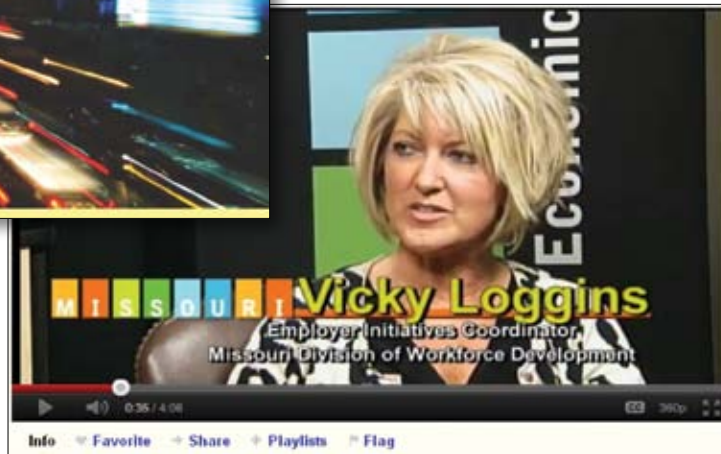 Economic
MISSOURI Vicky Loggins
Employer Initiatives Coordinator
Missouri Division of Workforce Development
0:35 / 4:06
CC 360p
Info Favorite Share Playlists Flag